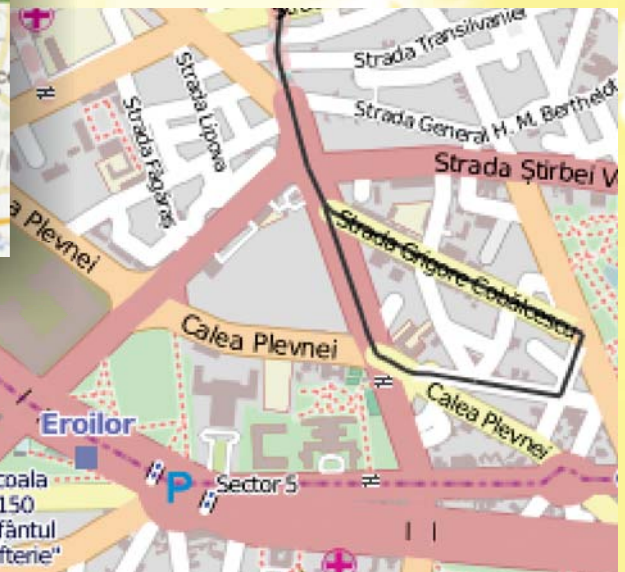 Strada Transilvaniei
Strada Lipova
Strada Făgăraș
Strada General H. M. Berthelot
Strada Știrbei V
a Plevnei
Strada Grigore Cobălcescu
Calea Plevnei
Calea Plevnei
Eroilor
P
Sector 5
coala
150
fântul
fterie"